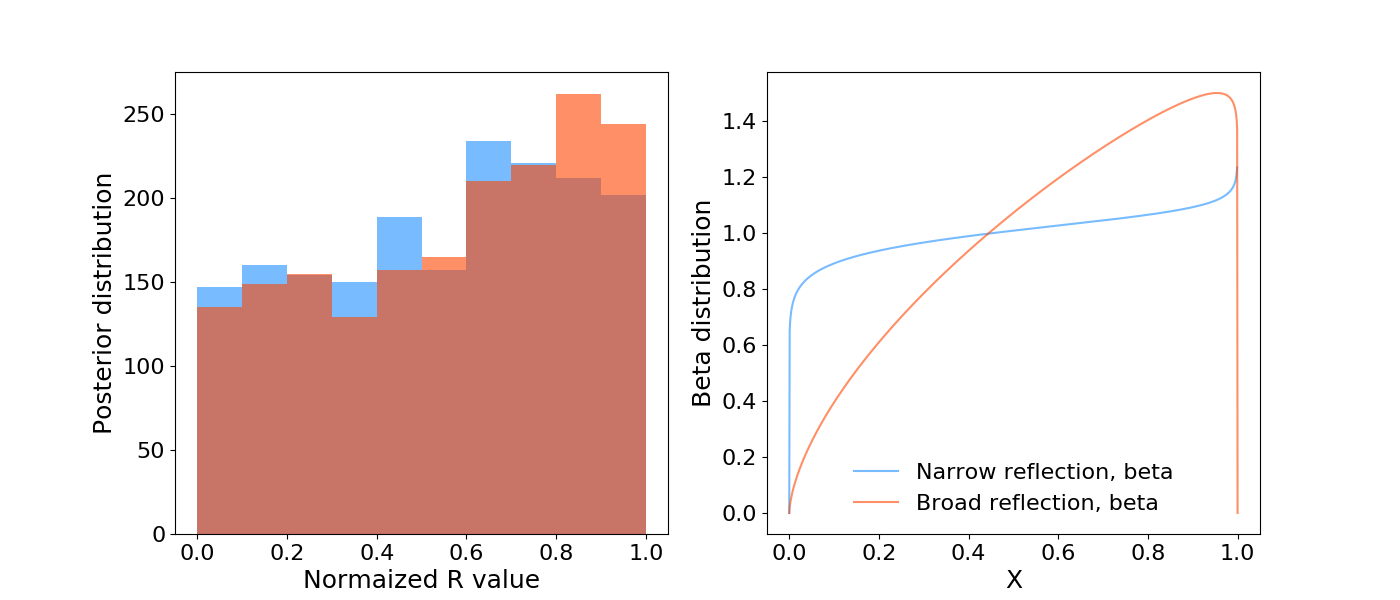 Posterior distribution
250
200
150
100
50
0
0.0 0.2 0.4 0.6 0.8 1.0
Normaized R value
Beta distribution
1.4
1.2
1.0
0.8
0.6
0.4
0.2
0.0
Narrow reflection, beta
Broad reflection, beta
0.0 0.2 0.4 0.6 0.8 1.0
X